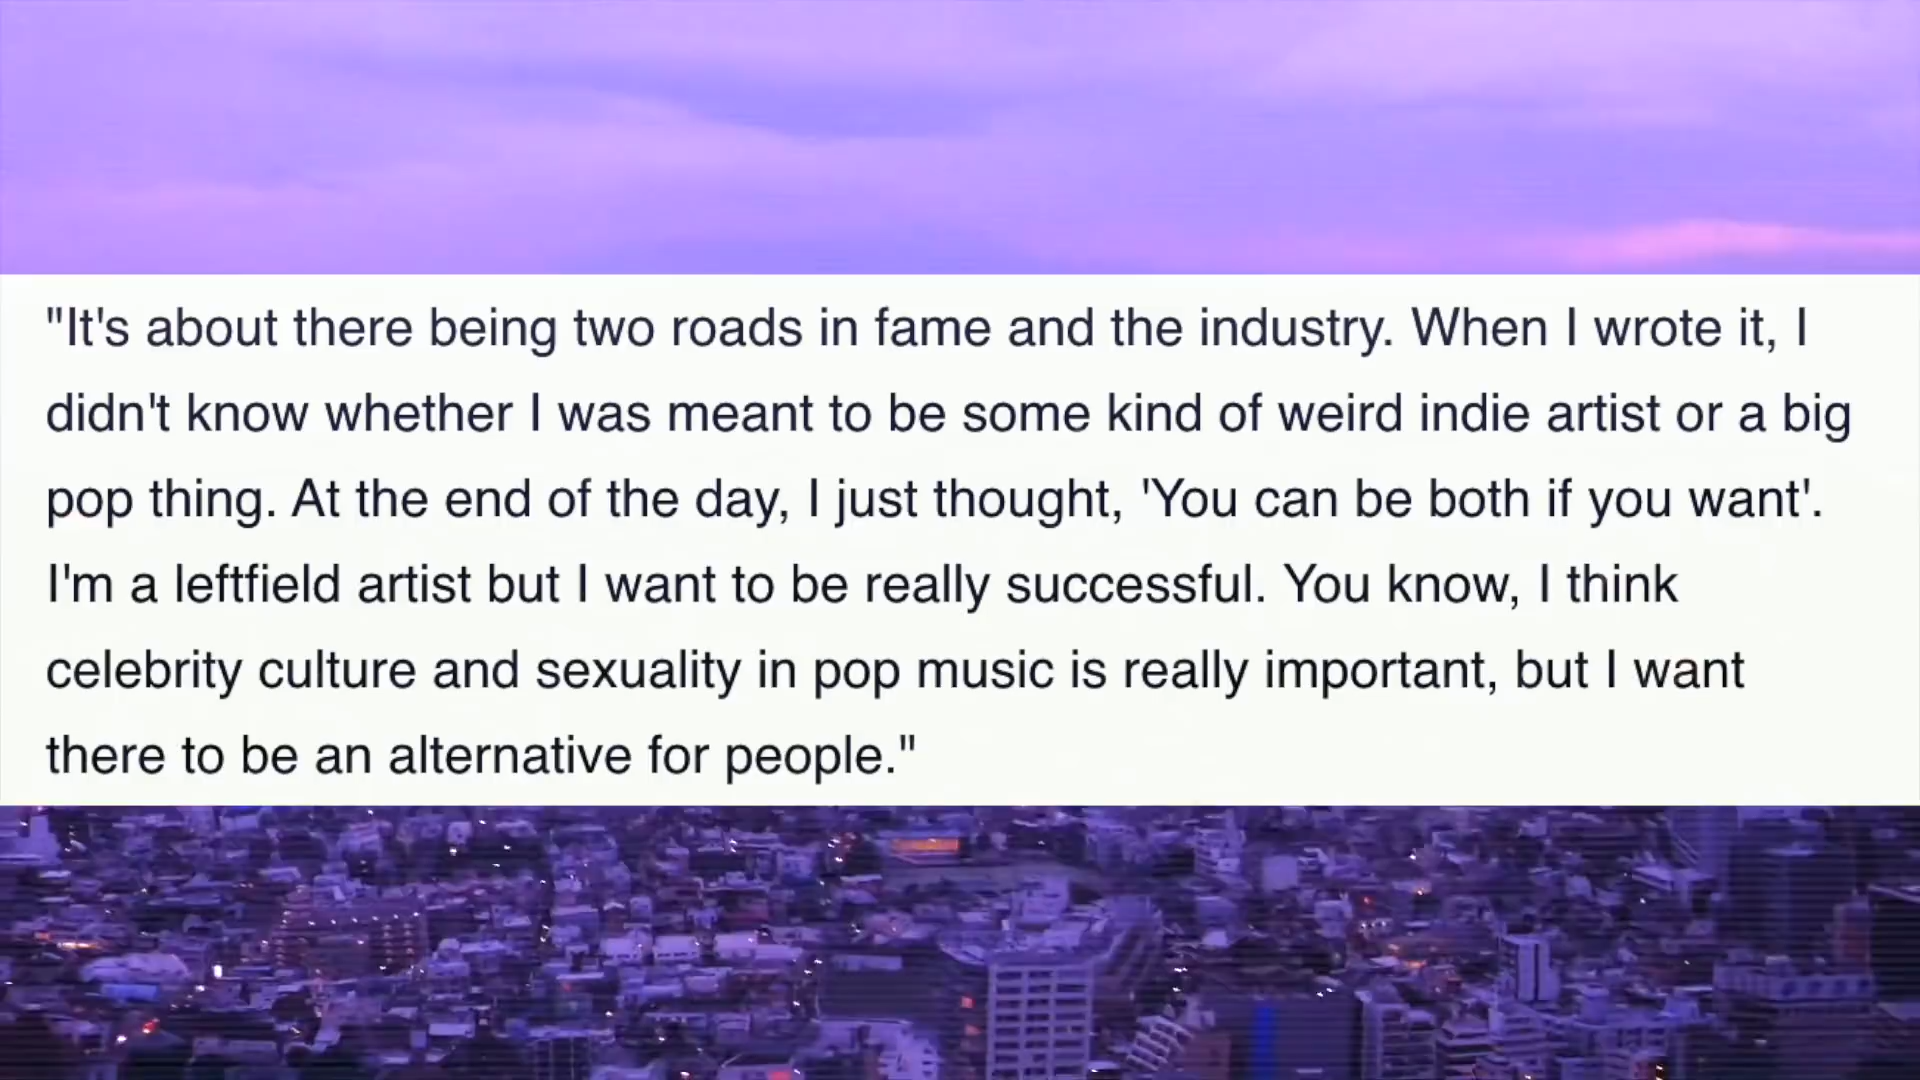 "It's about there being two roads in fame and the industry. When I wrote it, I
didn't know whether I was meant to be some kind of weird indie artist or a big
pop thing. At the end of the day, I just thought, 'You can be both if you want'.
I'm a leftfield artist but I want to be really successful. You know, I think
celebrity culture and sexuality in pop music is really important, but I want
there to be an alternative for people."